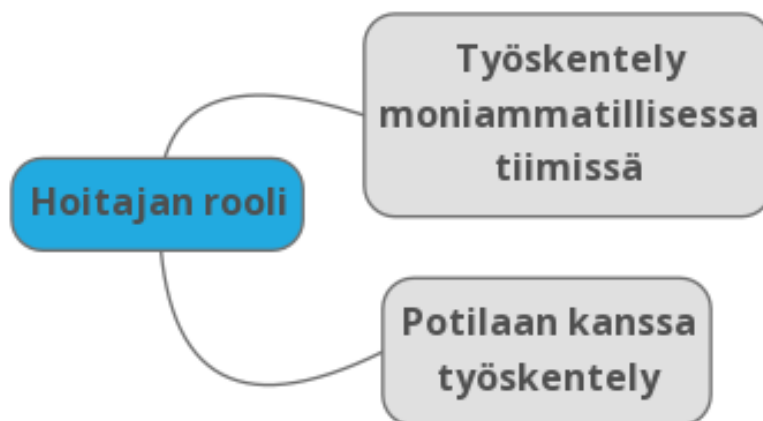 Työskentely
moniammatillisessa
tiimissä
Hoitajan rooli
Potilaan kanssa
työskentely